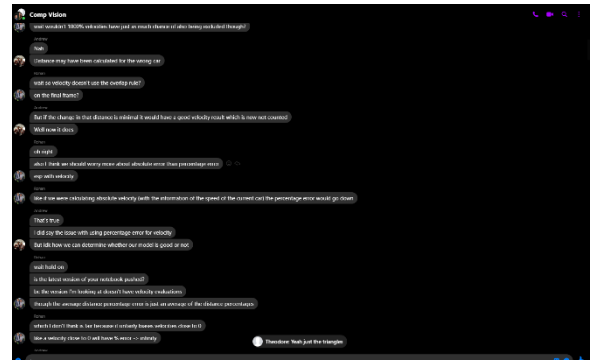 Comp Vision
wait wouldn't 1000% velocities have just as much chance of also being excluded though?
Andrew
Nah
Distance may have been calculated for the wrong car
wait so velocity doesn't use the overlap rule?
on the final frame?
Andrew
But if the change in that distance is minimal it would have a good velocity result which is now not counted
Well now it does
oh right
also I think we should worry more about absolute error than percentage error
esp with velocity
like if we were calculating absolute velocity (with the information of the speed of the current car) the percentage error would go down
Andrew
That's true
I did say the issue with using percentage error for velocity
But idk how we can determine whether our model is good or not
wait hold on
is the latest version of your notebook pushed?
bc the version I'm looking at doesn't have velocity evaluations
though the average distance percentage error is just an average of the distance percentages
which I don't think is fair because it unfairly biases velocities close to 0
like a velocity close to 0 will have % error -> infinity
Theodore: Yeah just the triangles
Andrew